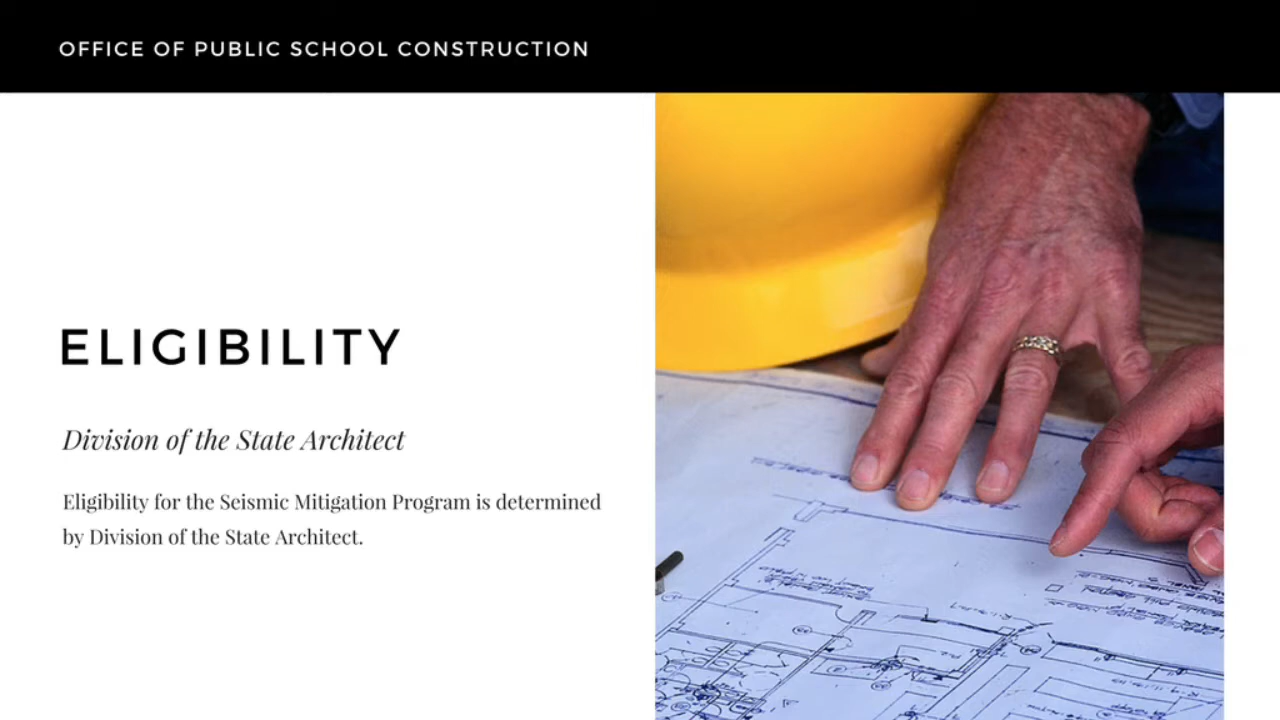 OFFICE OF PUBLIC SCHOOL CONSTRUCTION
ELIGIBILITY
Division of the State Architect
Eligibility for the Seismic Mitigation Program is determined
by Division of the State Architect.